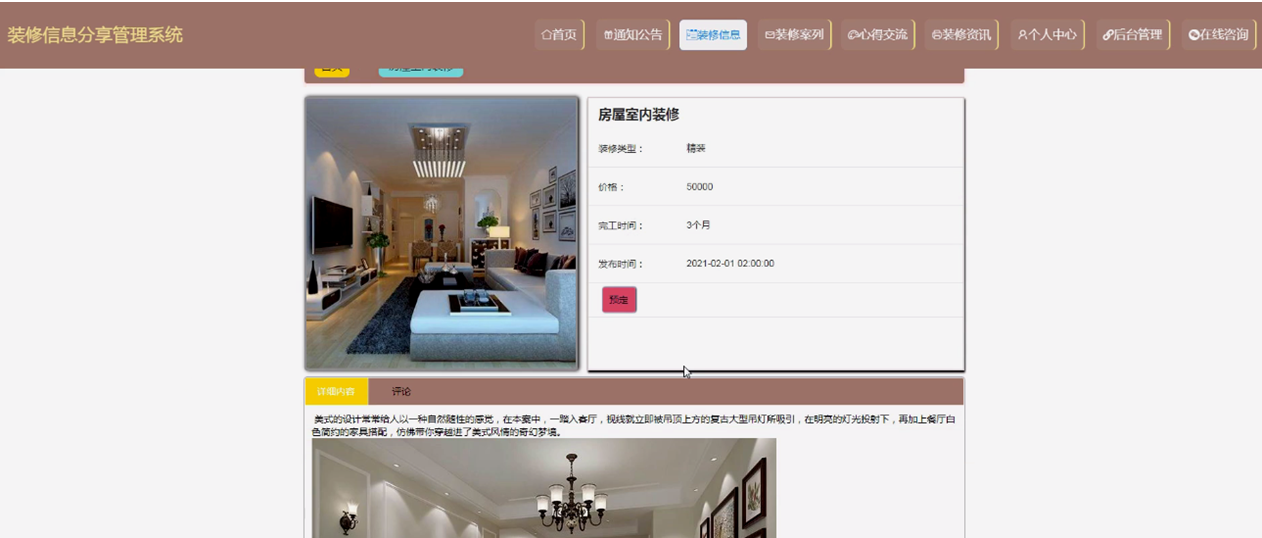 装修信息分享管理系统
首页 通知公告 装修信息 装修案列 心得交流 装修资讯 个人中心 后台管理 在线咨询
首页 房屋室内装修
房屋室内装修
装修类型： 精装
价格： 50000
完工时间： 3个月
发布时间： 2021-02-01 02:00:00
预定
详细内容 评论
美式的设计常常给人以一种自然随性的感觉，在本案中，一踏入客厅，视线就立即被吊顶上方的复古大型吊灯所吸引，在明亮的灯光投射下，再加上餐厅白
色简约的家具搭配，仿佛带你穿越进了美式风情的奇幻梦境。